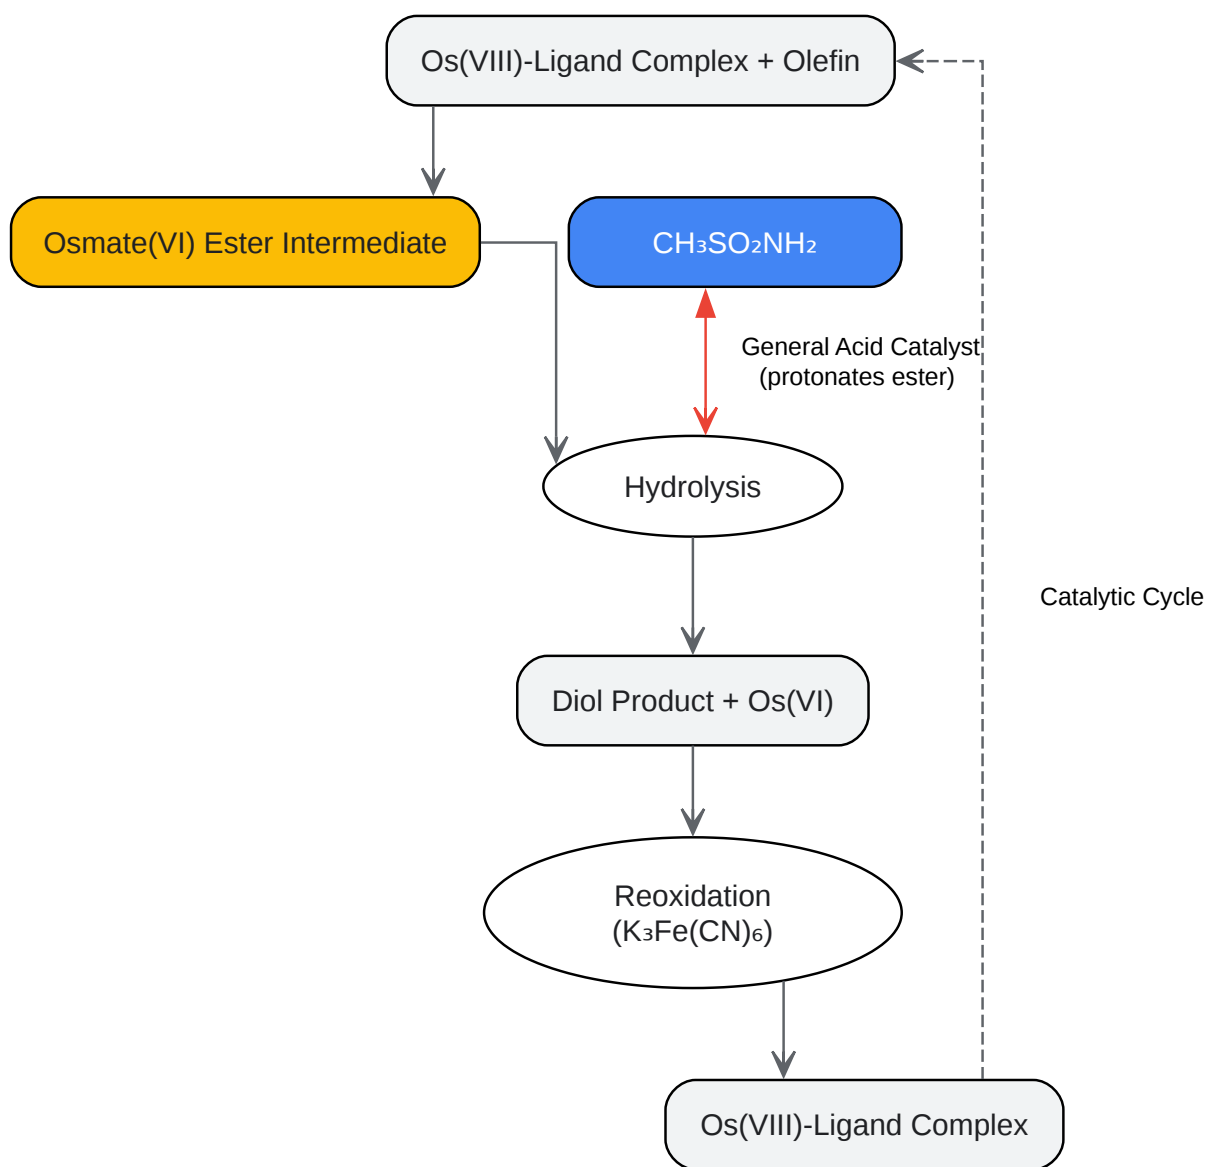 Os(VIII)-Ligand Complex + Olefin
Osmate(VI) Ester Intermediate
CH₃SO₂NH₂
General Acid Catalyst
(protonates ester)
Hydrolysis
Catalytic Cycle
Diol Product + Os(VI)
Reoxidation
(K₃Fe(CN)₆)
Os(VIII)-Ligand Complex